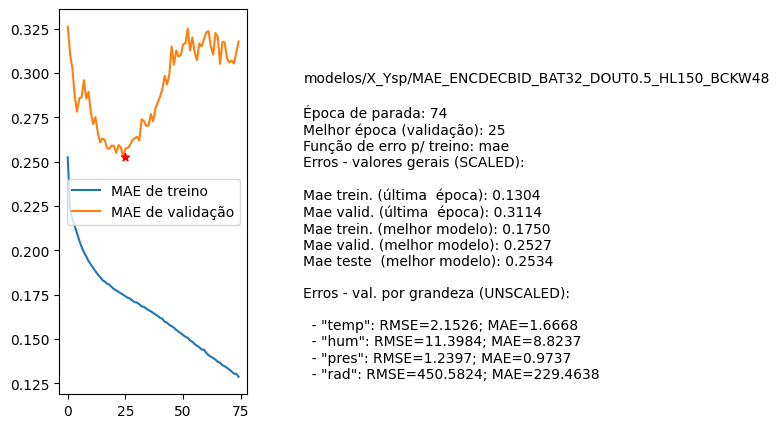 0.325
0.300
0.275
0.250
0.225
0.200
0.175
0.150
0.125
0
25
50
75
MAE de treino
MAE de validação
modelos/X_Ysp/MAE_ENCDECBID_BAT32_DOUT0.5_HL150_BCKW48
Época de parada: 74
Melhor época (validação): 25
Função de erro p/ treino: mae
Erros - valores gerais (SCALED):
Mae trein. (última  época): 0.1304
Mae valid. (última  época): 0.3114
Mae trein. (melhor modelo): 0.1750
Mae valid. (melhor modelo): 0.2527
Mae teste  (melhor modelo): 0.2534
Erros - val. por grandeza (UNSCALED):
- "temp": RMSE=2.1526; MAE=1.6668
- "hum": RMSE=11.3984; MAE=8.8237
- "pres": RMSE=1.2397; MAE=0.9737
- "rad": RMSE=450.5824; MAE=229.4638